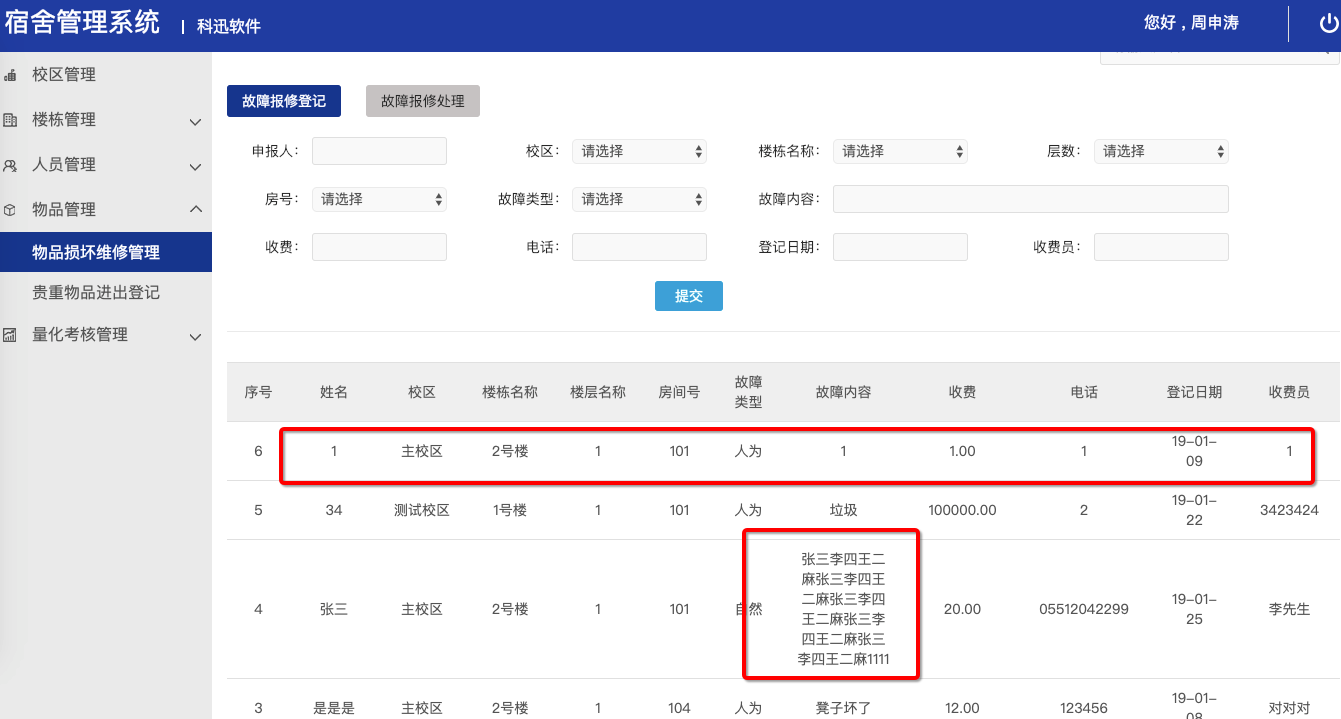 宿舍管理系统 | 科迅软件
您好 , 周申涛
校区管理
楼栋管理
人员管理
物品管理
物品损坏维修管理
贵重物品进出登记
量化考核管理
故障报修登记 故障报修处理
申报人: 校区: 请选择 楼栋名称: 请选择 层数: 请选择
房号: 请选择 故障类型: 请选择 故障内容:
收费: 电话: 登记日期: 收费员:
提交
序号 姓名 校区 楼栋名称 楼层名称 房间号 故障类型 故障内容 收费 电话 登记日期 收费员
6 1 主校区 2号楼 1 101 人为 1 1.00 1 19-01-09 1
5 34 测试校区 1号楼 1 101 人为 垃圾 100000.00 2 19-01-22 3423424
张三李四王二
麻张三李四王
二麻张三李四
王二麻张三李
四王二麻张三
李四王二麻1111
4 张三 主校区 2号楼 1 101 自然 20.00 05512042299 19-01-25 李先生
3 是是是 主校区 2号楼 1 104 人为 凳子坏了 12.00 123456 19-01-08 对对对